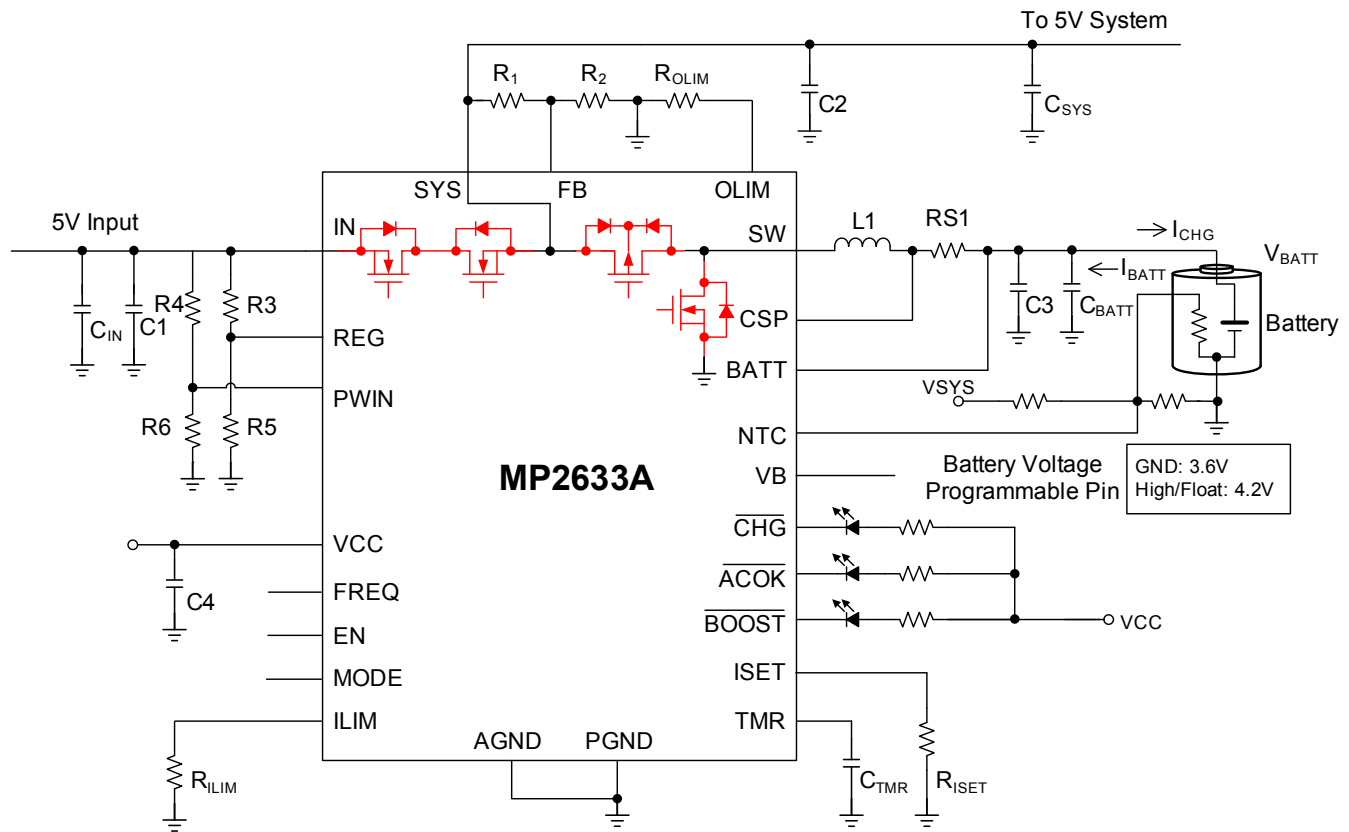 To 5V System
R1
R2
ROLIM
C2
CSYS
SYS
FB
OLIM
5V Input
IN
SW
L1
RS1
ICHG
IBATT
VBATT
CIN
C1
R4
R3
C3
CBATT
Battery
REG
CSP
PWIN
BATT
VSYS
R6
R5
NTC
MP2633A
VB
Battery Voltage
Programmable Pin
GND: 3.6V
High/Float: 4.2V
CHG
VCC
ACOK
C4
FREQ
BOOST
VCC
EN
MODE
ISET
ILIM
TMR
AGND
PGND
RILIM
CTMR
RISET